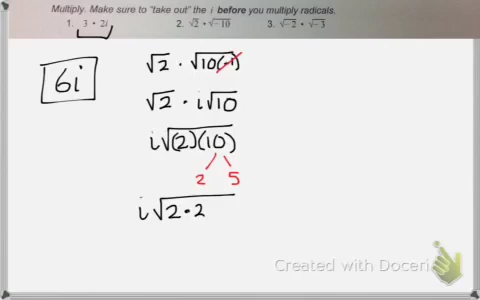 Multiply. Make sure to "take out" the i before you multiply radicals.
1. 3 • 2i 2. √2 • √-10 3. √-2 • √-3
6i
√2 · √10(-1)
√2 · i√10
i√(2)(10)
2 5
i√2·2
Created with Doceri